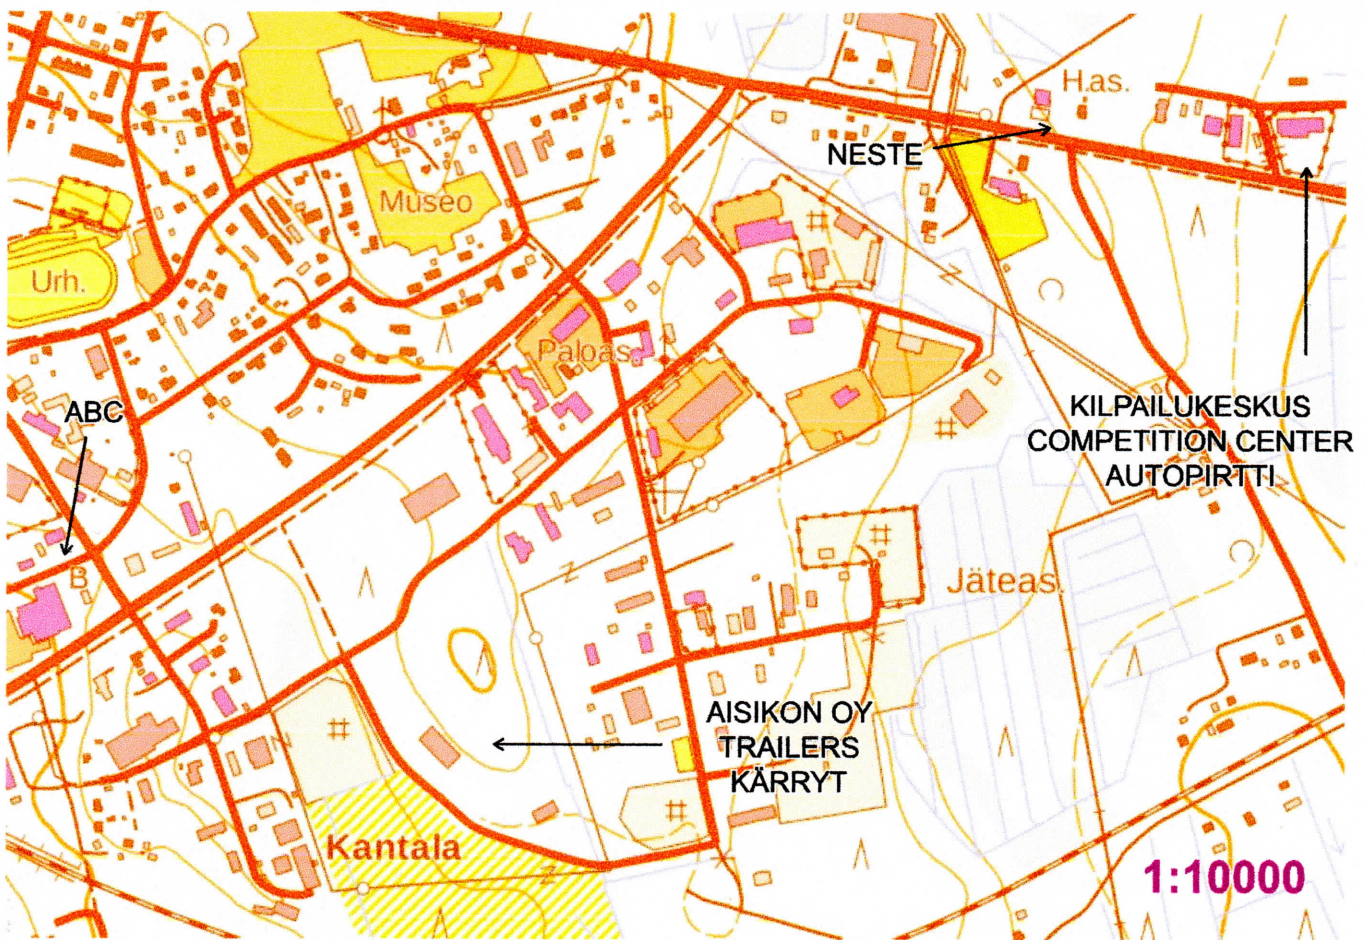 H.as.
NESTE
Museo
Urh.
Paloas.
ABC
KILPAILUKESKUS
COMPETITION CENTER
AUTOPIRTTI
B
Jäteas.
AISIKON OY
TRAILERS
KÄRRYT
Kantala
1:10000